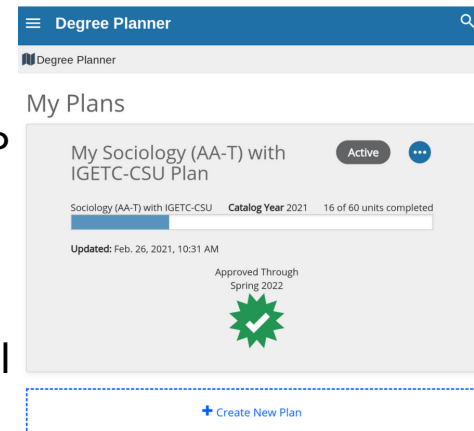 Degree Planner
Degree Planner
My Plans
My Sociology (AA-T) with
IGETC-CSU Plan
Active
Sociology (AA-T) with IGETC-CSU Catalog Year 2021 16 of 60 units completed
Updated: Feb. 26, 2021, 10:31 AM
Approved Through
Spring 2022
+ Create New Plan